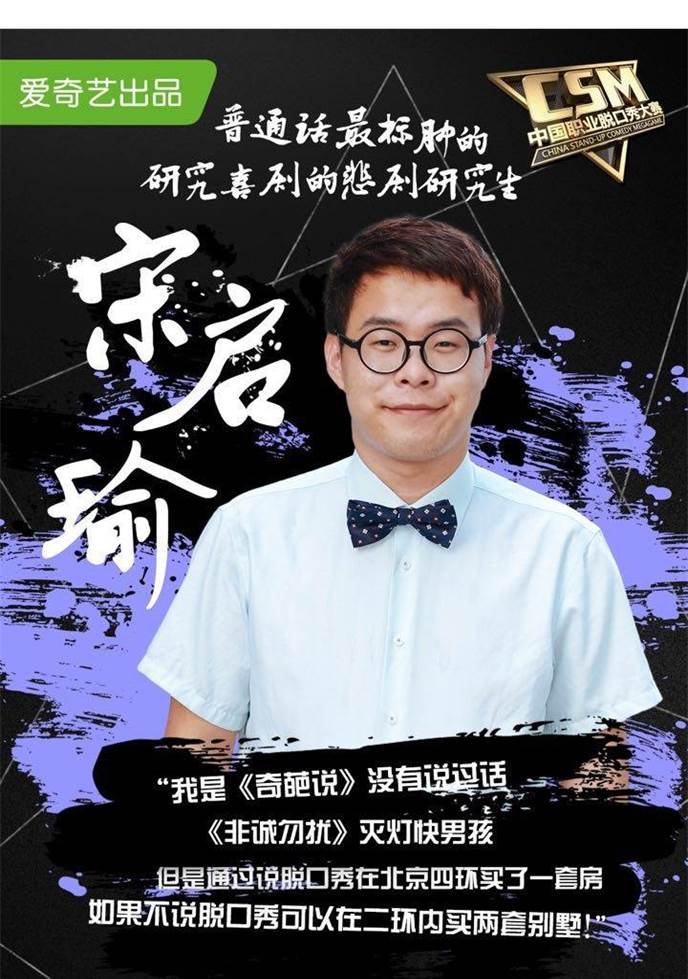 爱奇艺出品
CSM
中国职业脱口秀大赛
CHINA STAND-UP COMEDY MEGAGAME
普通话最标肿的
研究喜剧的悲剧研究生
宋启瑜
“我是《奇葩说》没有说过话
《非诚勿扰》灭灯快男孩
但是通过说脱口秀在北京四环买了一套房
如果不说脱口秀可以在二环内买两套别墅!”